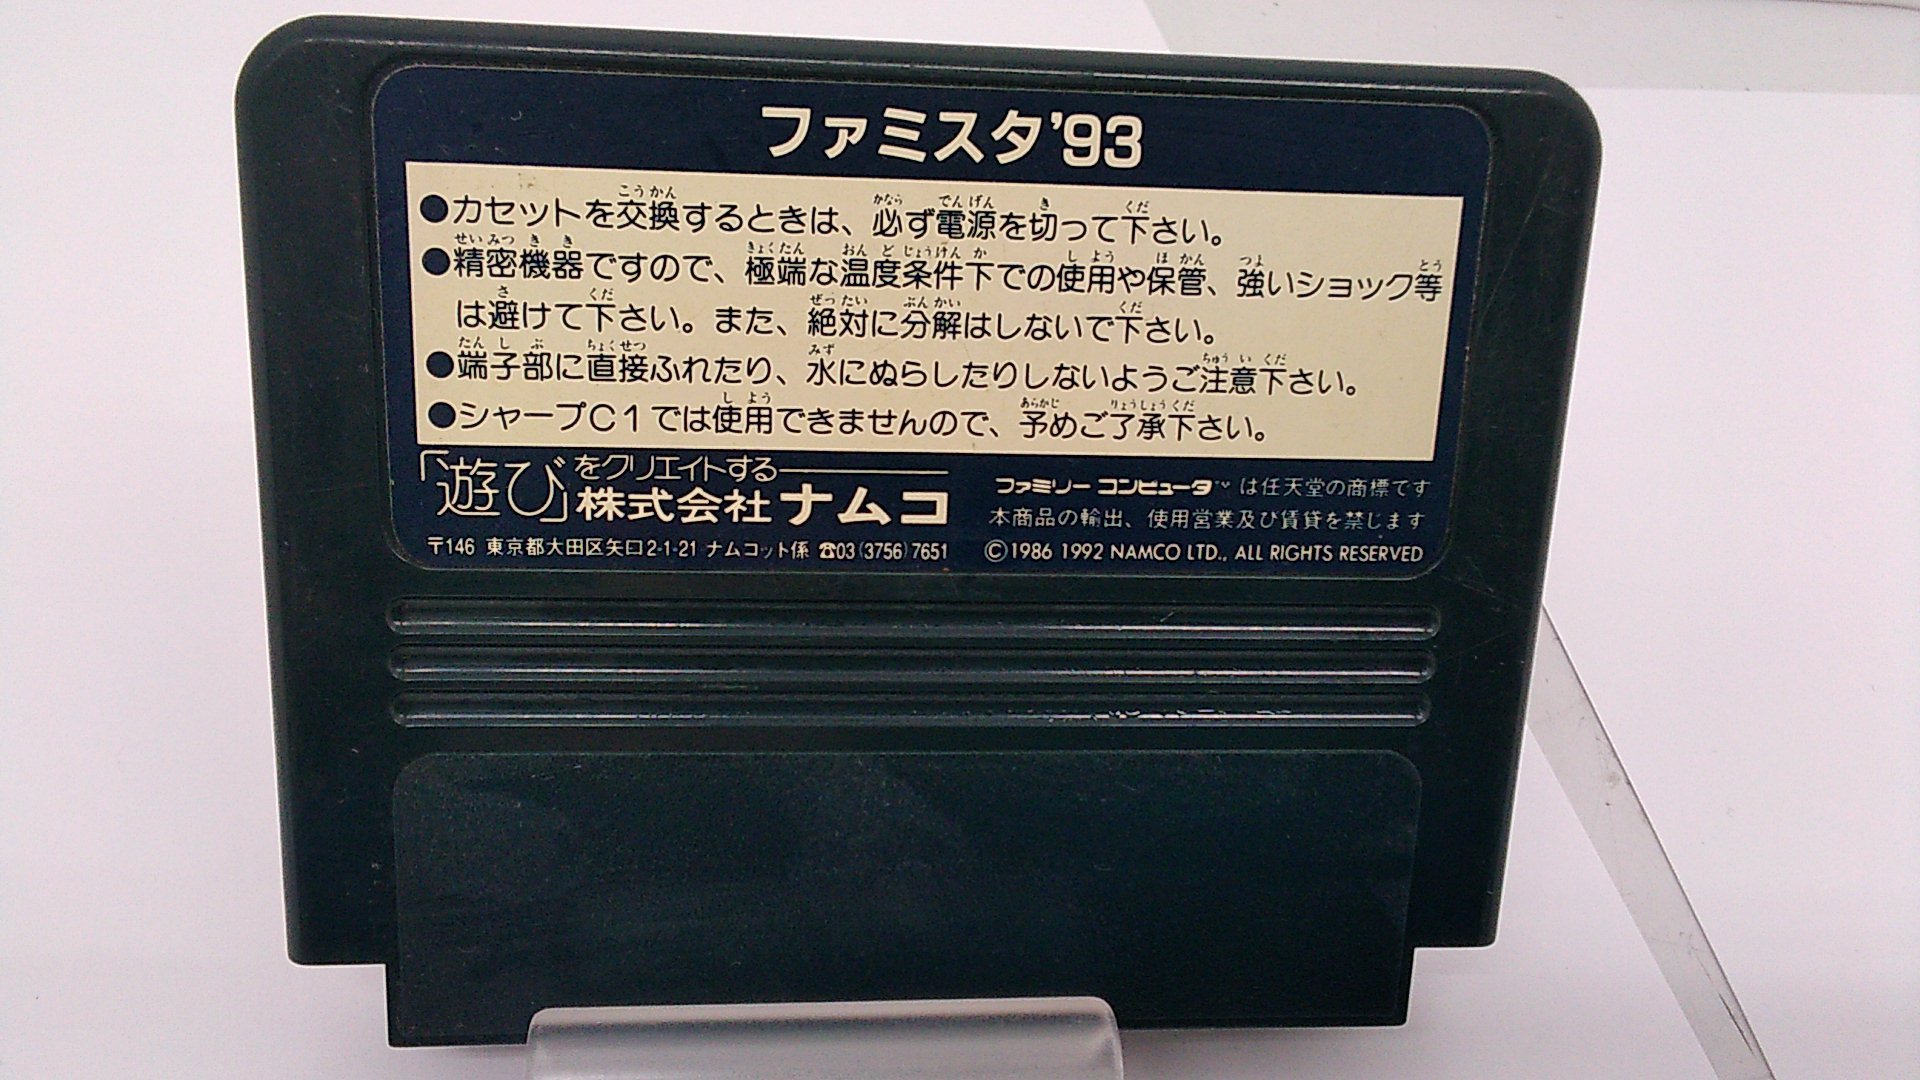 ファミスタ'93
●カセットを交換するときは、必ず電源を切って下さい。
●精密機器ですので、極端な温度条件下での使用や保管、強いショック等
は避けて下さい。また、絶対に分解はしないで下さい。
●端子部に直接ふれたり、水にぬらしたりしないようご注意下さい。
●シャープC1では使用できませんので、予めご了承下さい。
「遊び」をクリエイトする
株式会社ナムコ
〒146 東京都大田区矢口2-1-21 ナムコット係 ☎03(3756)7651
ファミリーコンピュータ™は任天堂の商標です
本商品の輸出、使用営業及び賃貸を禁じます
©1986 1992 NAMCO LTD., ALL RIGHTS RESERVED